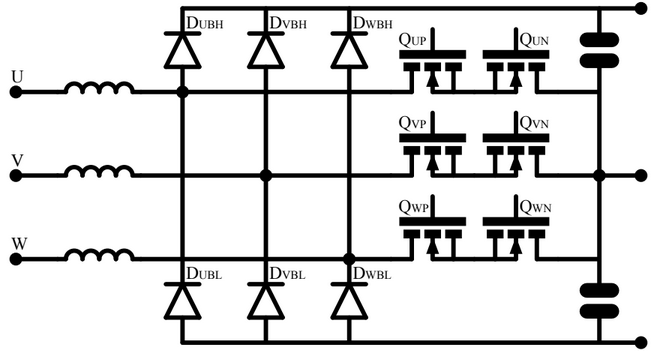 DUBH DVBH DWBH
QUP QUN
U
QVP QVN
V
QWP QWN
W
DUBL DVBL DWBL